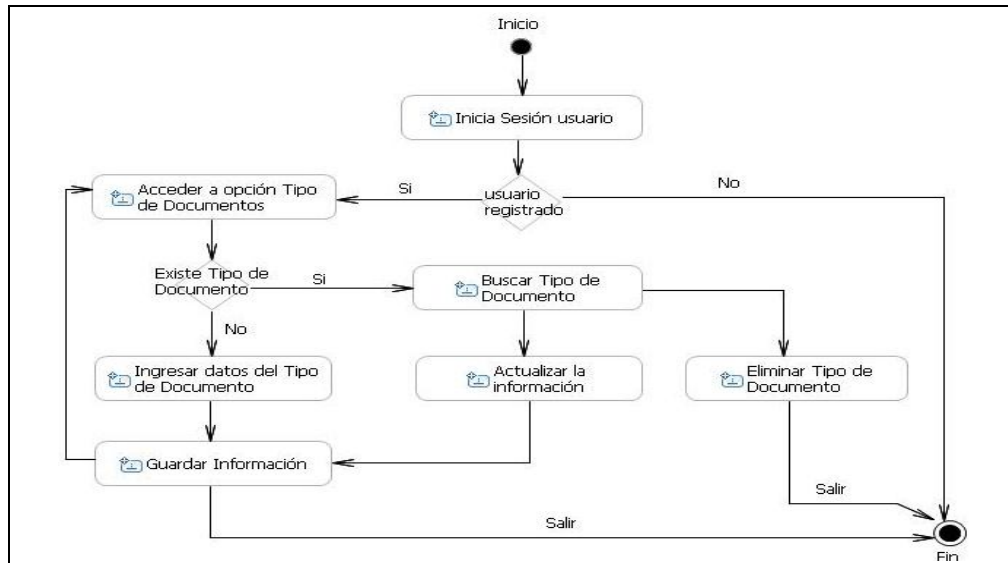 Inicio
Inicia Sesión usuario
usuario
registrado
Si
No
Acceder a opción Tipo
de Documentos
Existe Tipo de
Documento
Si
Buscar Tipo de
Documento
No
Ingresar datos del Tipo
de Documento
Actualizar la
información
Eliminar Tipo de
Documento
Guardar Información
Salir
Salir
Fin